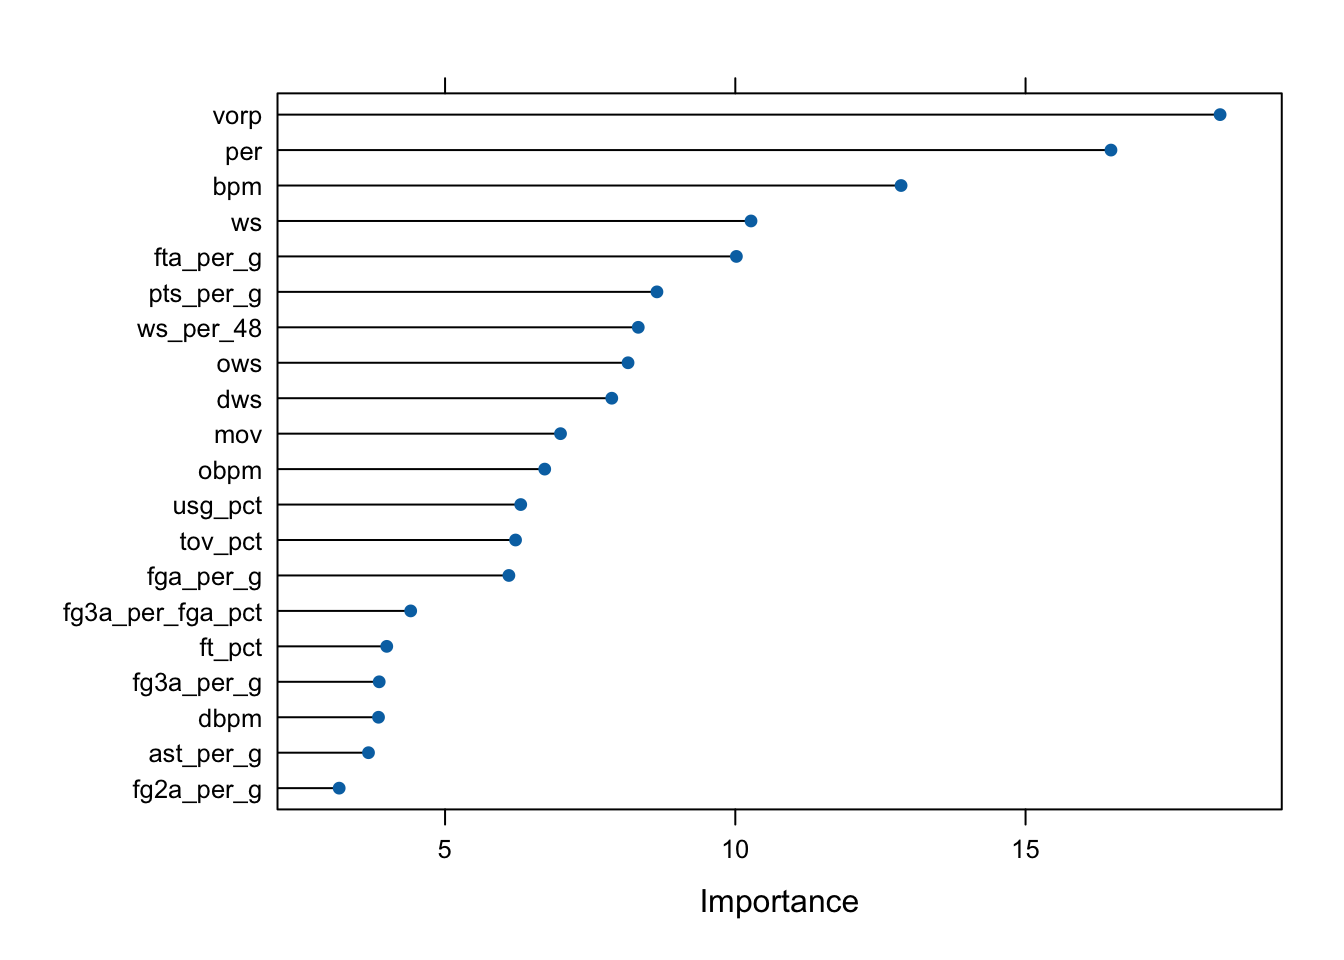 vorp
per
bpm
ws
fta_per_g
pts_per_g
ws_per_48
ows
dws
mov
obpm
usg_pct
tov_pct
fga_per_g
fg3a_per_fga_pct
ft_pct
fg3a_per_g
dbpm
ast_per_g
fg2a_per_g
5 10 15
Importance